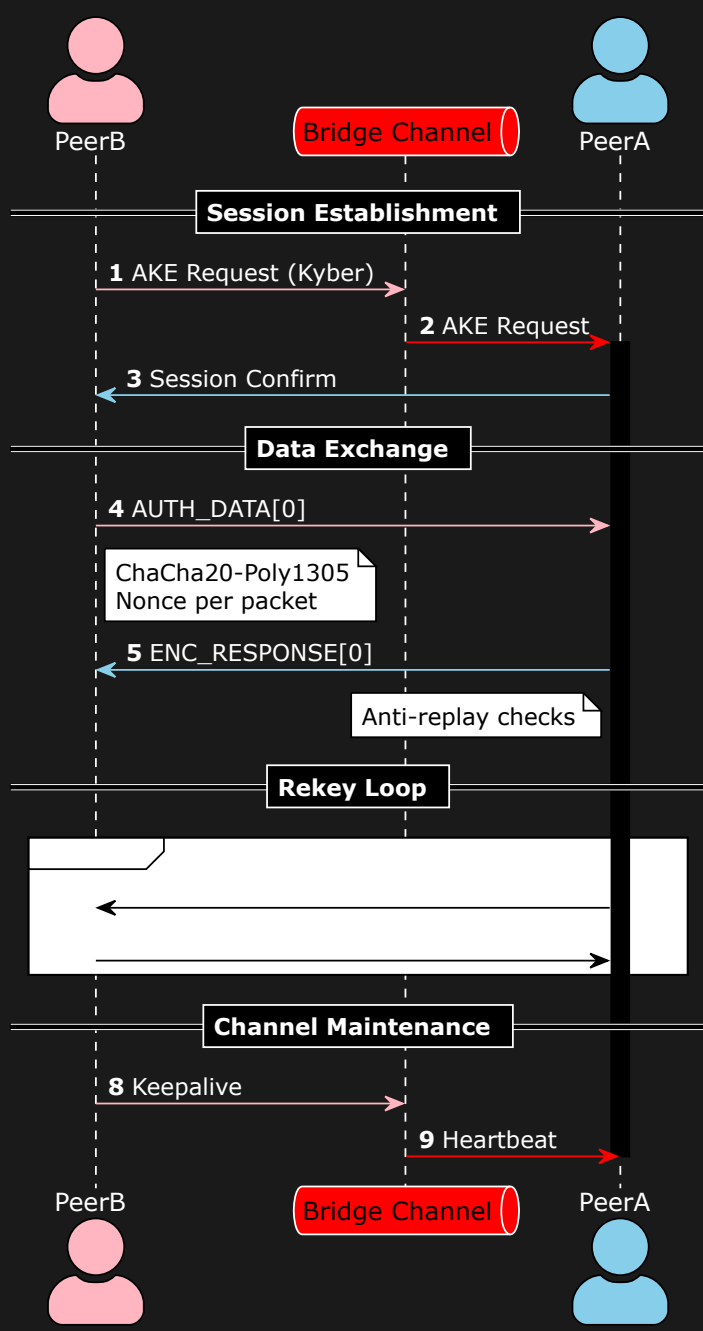 PeerB
Bridge Channel
PeerA
Session Establishment
1 AKE Request (Kyber)
2 AKE Request
3 Session Confirm
Data Exchange
4 AUTH_DATA[0]
ChaCha20-Poly1305
Nonce per packet
5 ENC_RESPONSE[0]
Anti-replay checks
Rekey Loop
Channel Maintenance
8 Keepalive
9 Heartbeat
PeerB
Bridge Channel
PeerA